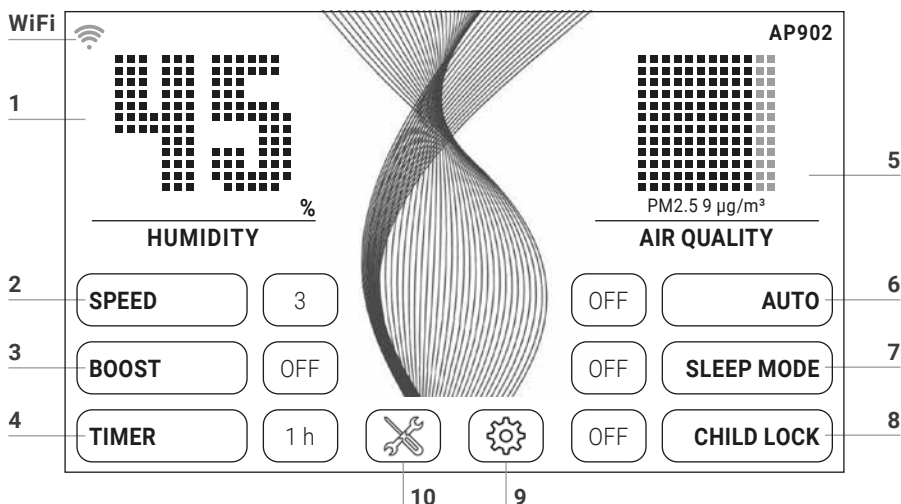 WiFi
AP902
1
45
5
%
PM2.5 9 µg/m³
HUMIDITY
AIR QUALITY
2
SPEED
3
OFF
AUTO
6
3
BOOST
OFF
OFF
SLEEP MODE
7
4
TIMER
1 h
OFF
CHILD LOCK
8
10
9